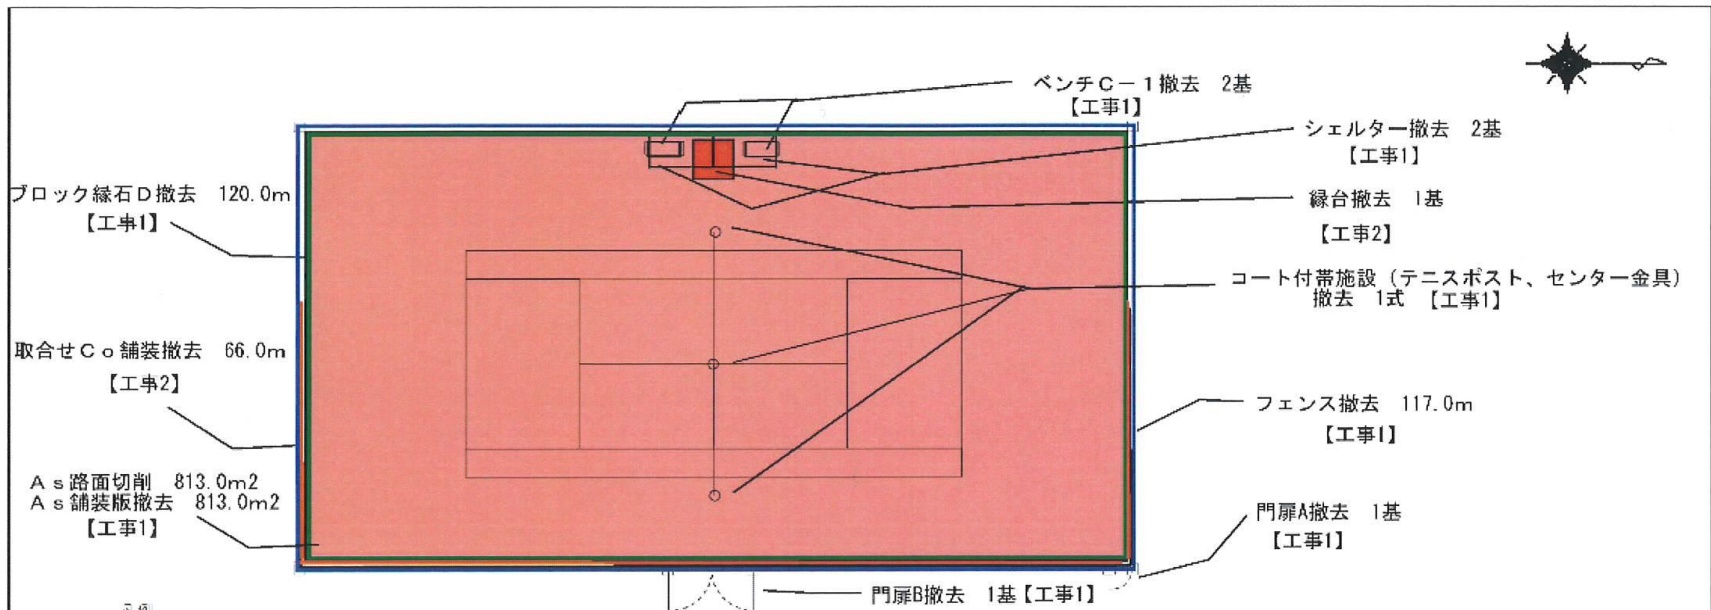 ベンチC-1撤去 2基
【工事1】
シェルター撤去 2基
【工事1】
ブロック縁石D撤去 120.0m
【工事1】
縁台撤去 1基
【工事2】
コート付帯施設(テニスポスト、センター金具)
撤去 1式 【工事1】
取合せCo舗装撤去 66.0m
【工事2】
フェンス撤去 117.0m
【工事1】
As路面切削 813.0m2
As舗装版撤去 813.0m2
【工事1】
門扉A撤去 1基
【工事1】
門扉B撤去 1基【工事1】